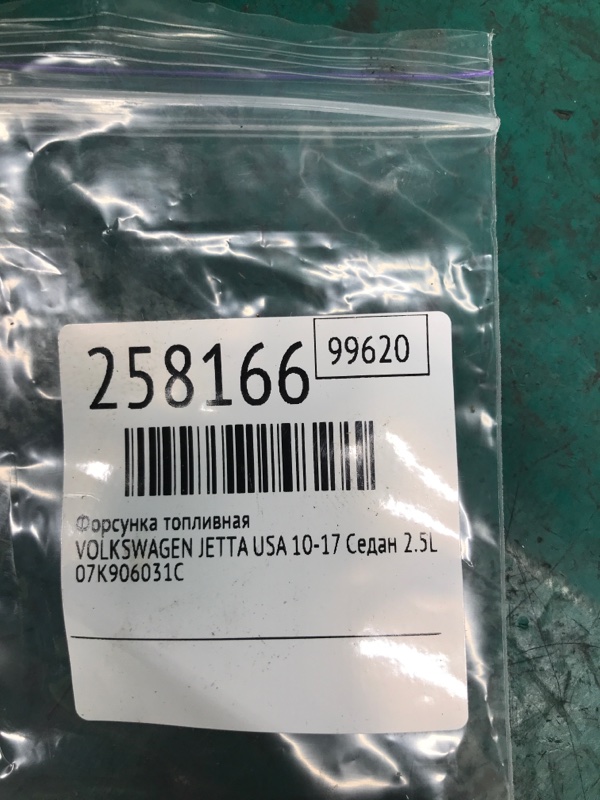 258166 99620
Форсунка топливная
VOLKSWAGEN JETTA USA 10-17 Седан 2.5L
07K906031C